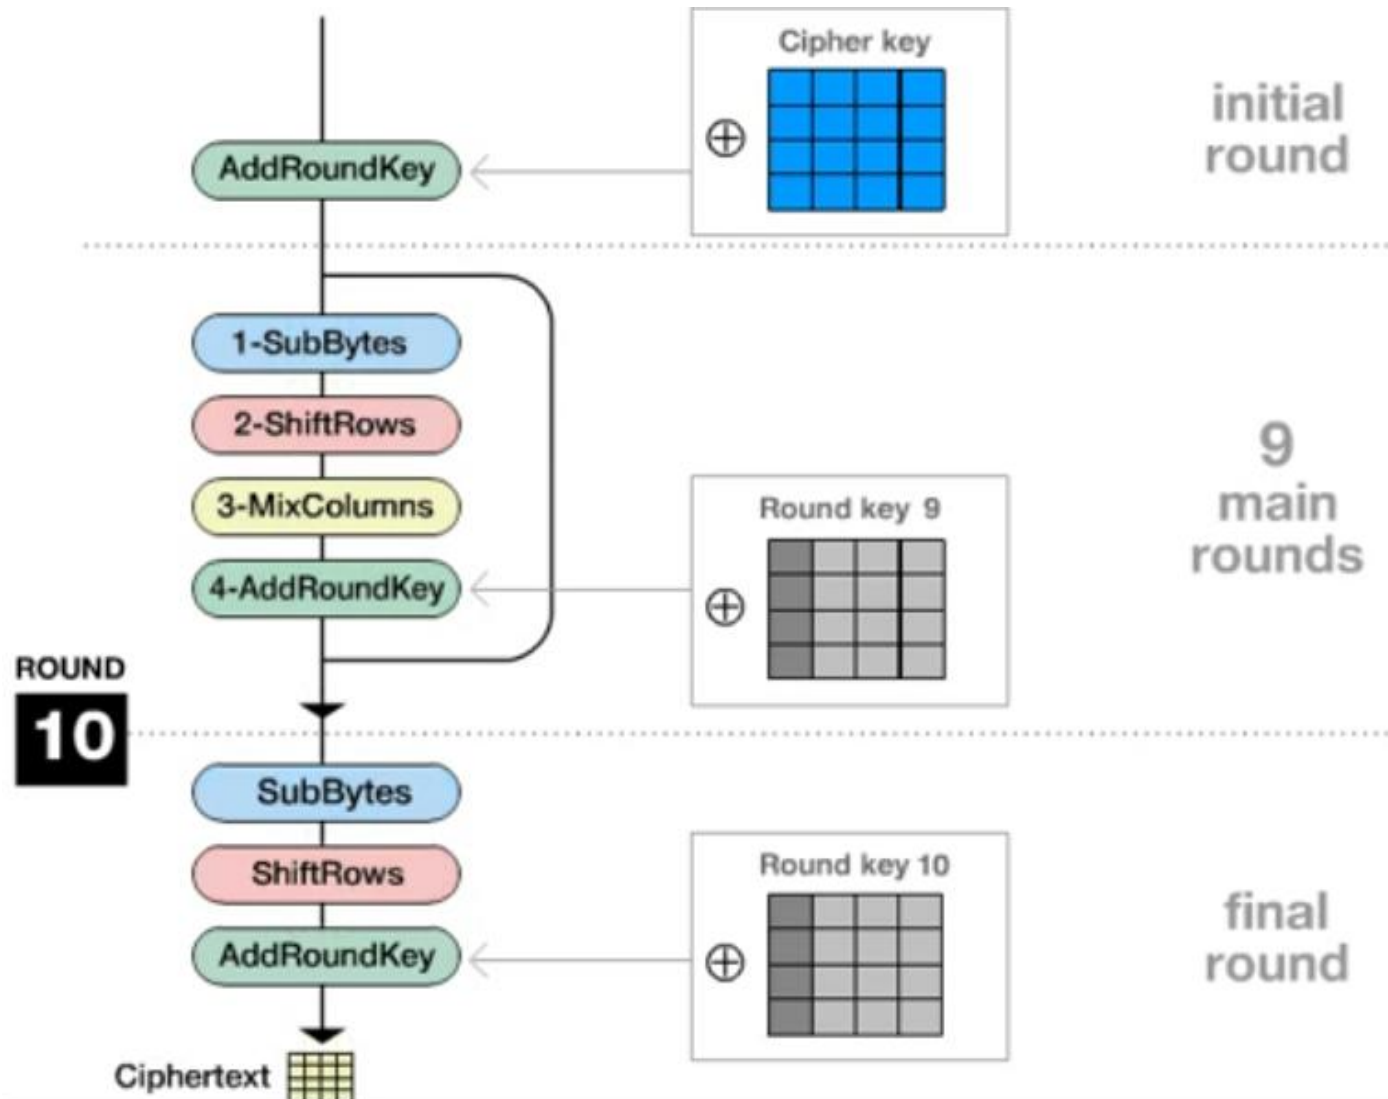 Cipher key
initial
round
AddRoundKey
1-SubBytes
2-ShiftRows
3-MixColumns
4-AddRoundKey
Round key 9
9
main
rounds
ROUND
10
SubBytes
ShiftRows
AddRoundKey
Round key 10
final
round
Ciphertext